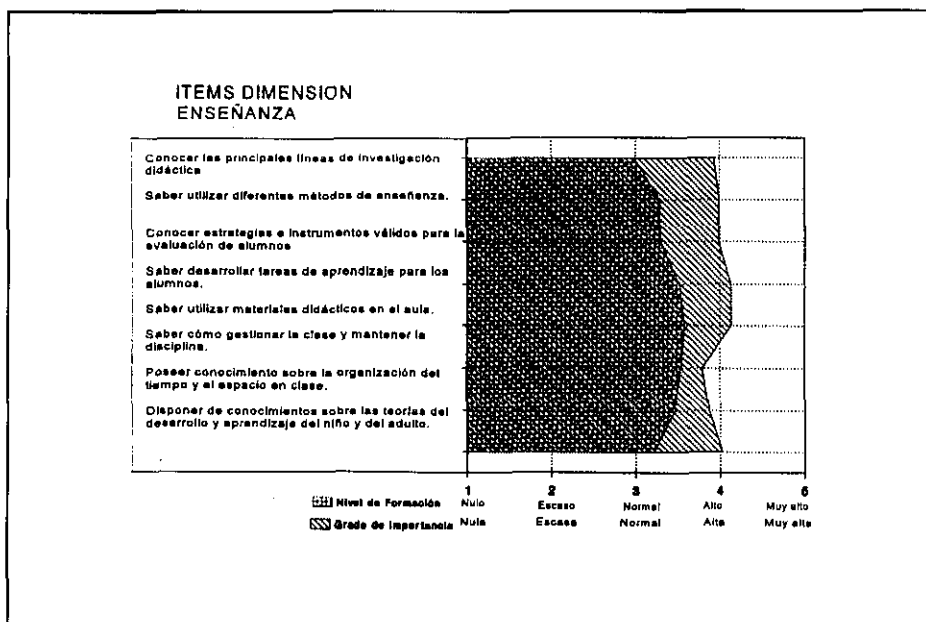 ITEMS DIMENSION
ENSEÑANZA
Conocer las principales líneas de investigación
didáctica
Saber utilizar diferentes métodos de enseñanza.
Conocer estrategias e instrumentos válidos para la
evaluación de alumnos
Saber desarrollar tareas de aprendizaje para los
alumnos.
Saber utilizar materiales didácticos en el aula.
Saber cómo gestionar la clase y mantener la
disciplina.
Poseer conocimiento sobre la organización del
tiempo y el espacio en clase.
Disponer de conocimientos sobre las teorías del
desarrollo y aprendizaje del niño y del adulto.
1 2 3 4 5
Nivel de Formación Nulo Escaso Normal Alto Muy alto
Grado de Importancia Nula Escasa Normal Alta Muy alta